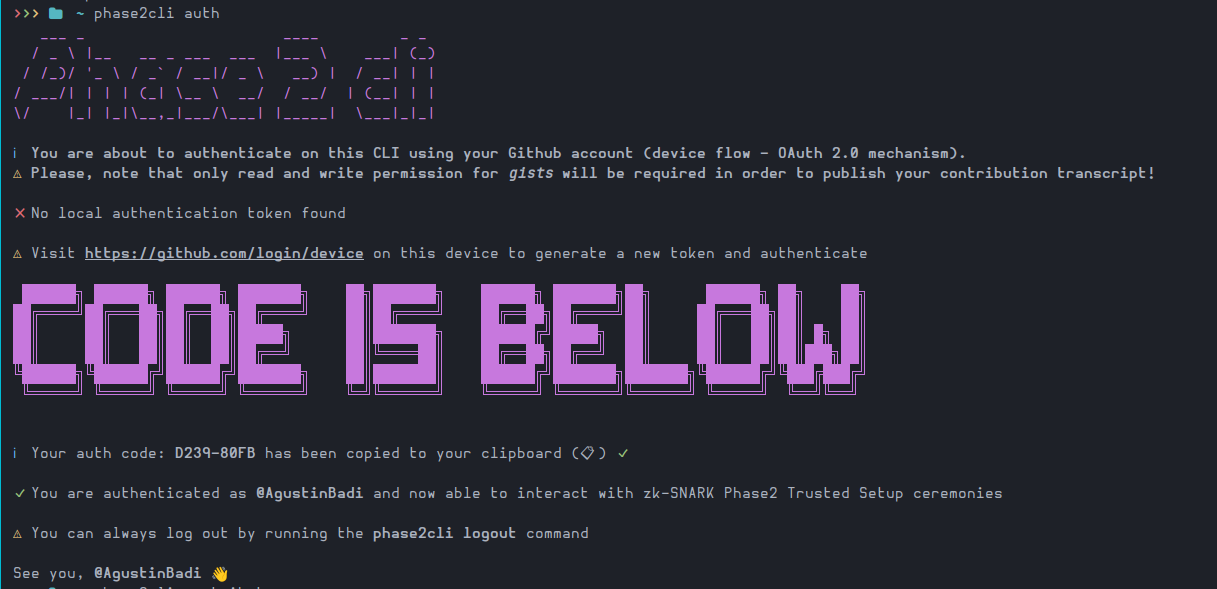 >>> ~ phase2cli auth
Phase2 cli
i You are about to authenticate on this CLI using your Github account (device flow - OAuth 2.0 mechanism).
⚠ Please, note that only read and write permission for gists will be required in order to publish your contribution transcript!
✕ No local authentication token found
⚠ Visit https://github.com/login/device on this device to generate a new token and authenticate
CODE IS BELOW
i Your auth code: D239-80FB has been copied to your clipboard (📋) ✓
✓ You are authenticated as @AgustinBadi and now able to interact with zk-SNARK Phase2 Trusted Setup ceremonies
⚠ You can always log out by running the phase2cli logout command
See you, @AgustinBadi 👋